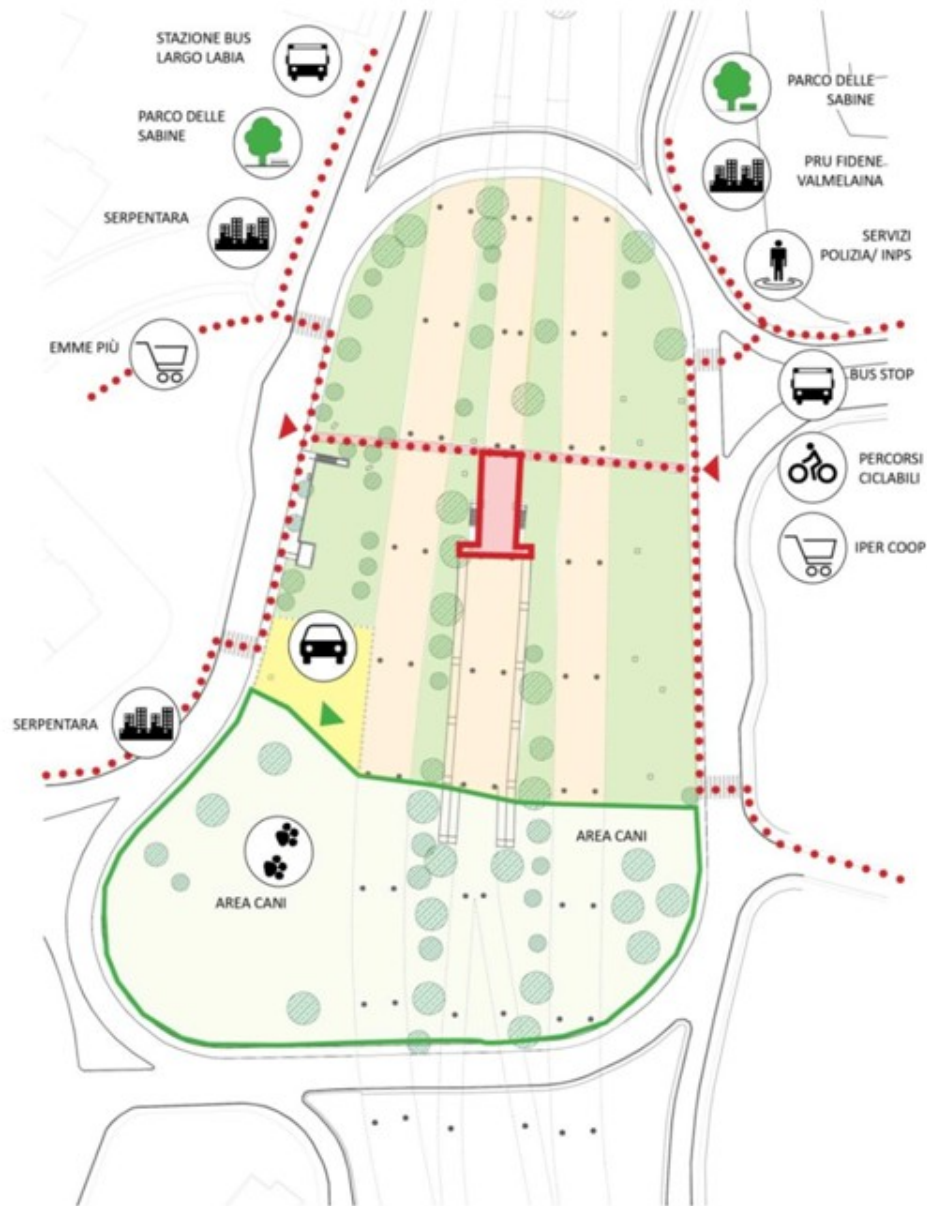 STAZIONE BUS
LARGO LABIA
PARCO DELLE
SABINE
SERPENTARA
EMME PIÙ
SERPENTARA
PARCO DELLE
SABINE
PRU FIDENE-
VALMELAINA
SERVIZI
POLIZIA/ INPS
BUS STOP
PERCORSI
CICLABILI
IPER COOP
AREA CANI
AREA CANI